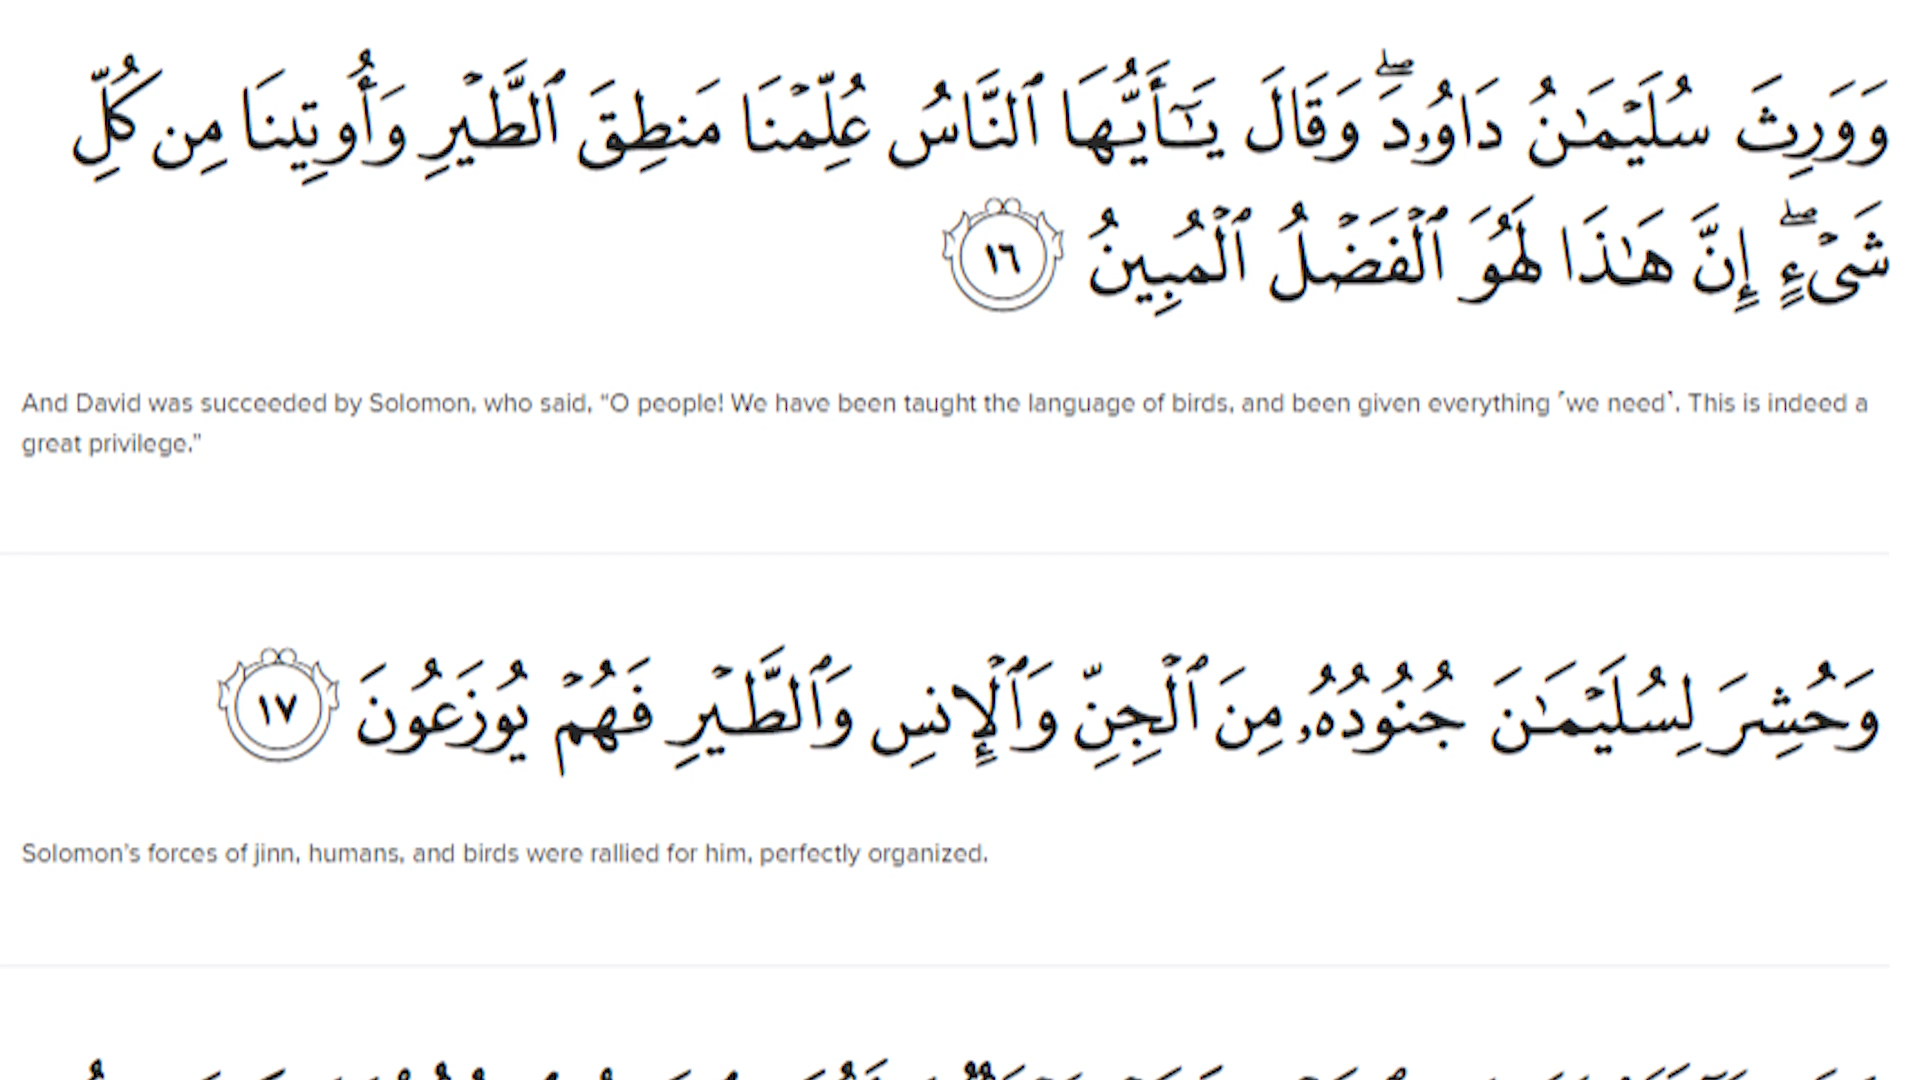 وَوَرِثَ سُلَيْمَـٰنُ دَاوُۥدَ ۖ وَقَالَ يَـٰٓأَيُّهَا ٱلنَّاسُ عُلِّمْنَا مَنطِقَ ٱلطَّيْرِ وَأُوتِينَا مِن كُلِّ
شَىْءٍ ۖ إِنَّ هَـٰذَا لَهُوَ ٱلْفَضْلُ ٱلْمُبِينُ ١٦
And David was succeeded by Solomon, who said, “O people! We have been taught the language of birds, and been given everything ˹we need˺. This is indeed a
great privilege.”
وَحُشِرَ لِسُلَيْمَـٰنَ جُنُودُهُۥ مِنَ ٱلْجِنِّ وَٱلْإِنسِ وَٱلطَّيْرِ فَهُمْ يُوزَعُونَ ١٧
Solomon’s forces of jinn, humans, and birds were rallied for him, perfectly organized.